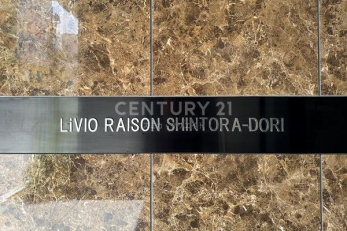 CENTURY 21
LiVIO RAISON SHINTORA-DORI